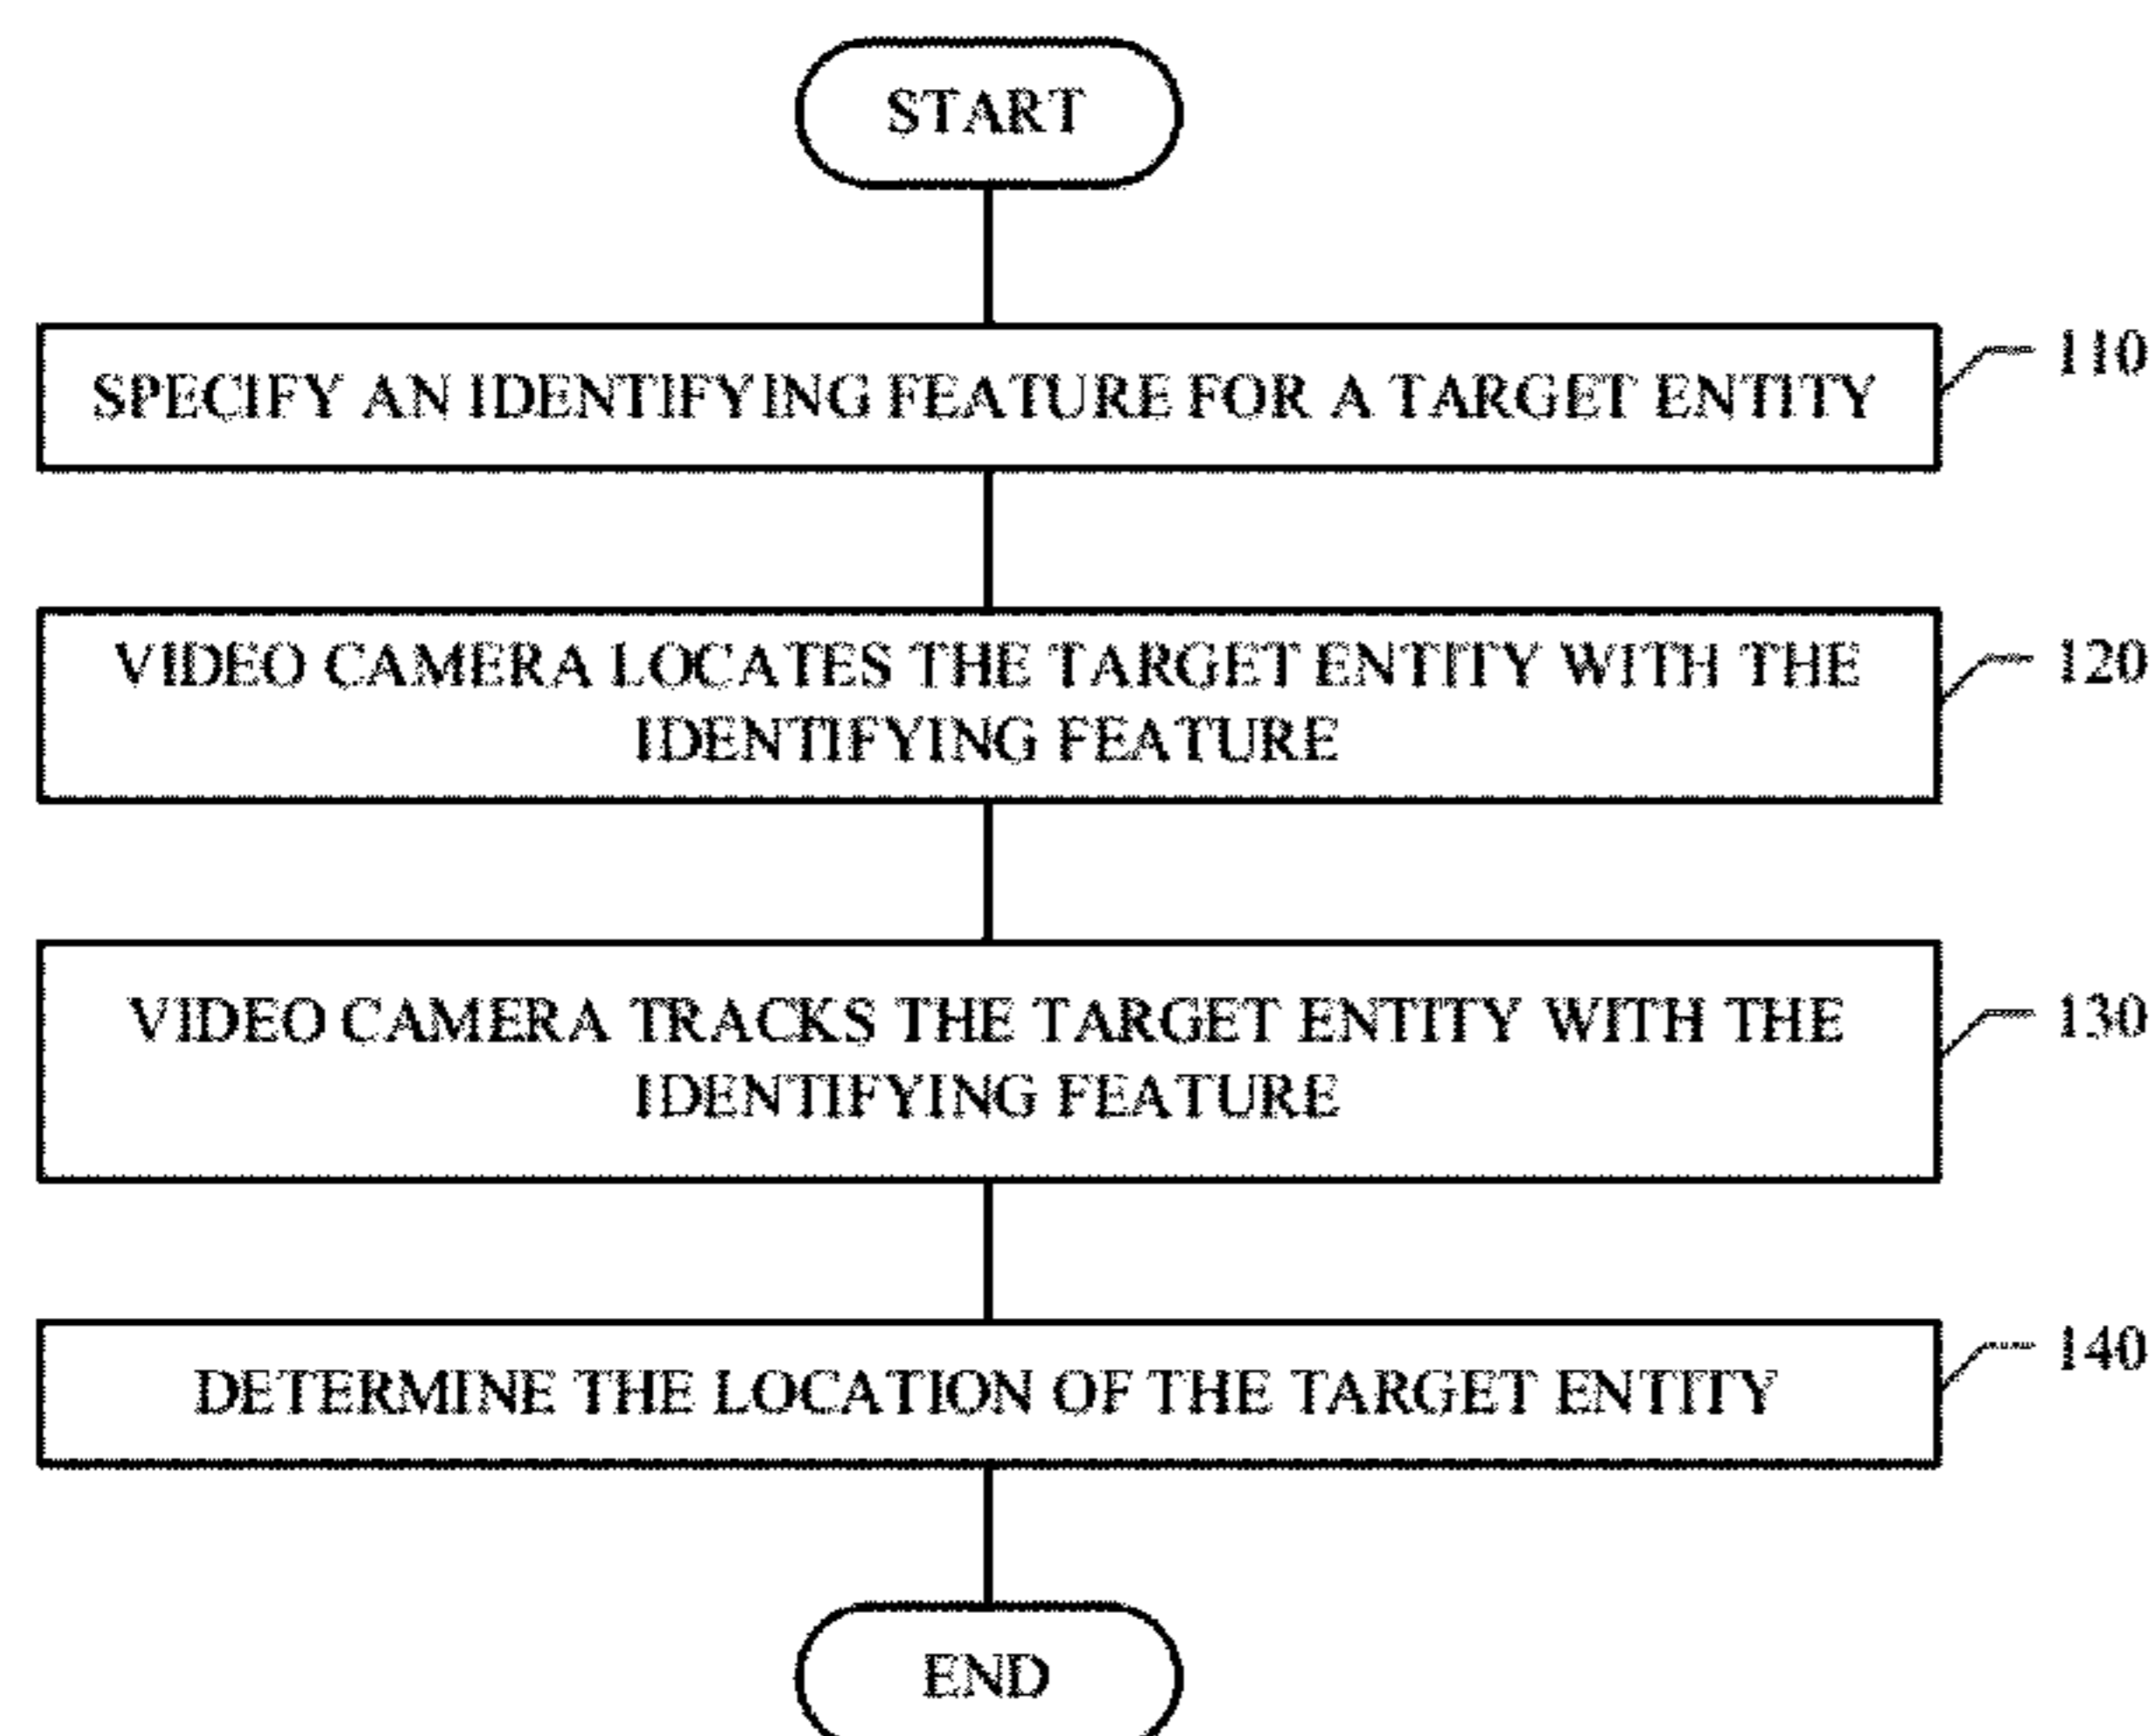 START
SPECIFY AN IDENTIFYING FEATURE FOR A TARGET ENTITY
110
VIDEO CAMERA LOCATES THE TARGET ENTITY WITH THE
IDENTIFYING FEATURE
120
VIDEO CAMERA TRACKS THE TARGET ENTITY WITH THE
IDENTIFYING FEATURE
130
DETERMINE THE LOCATION OF THE TARGET ENTITY
140
END